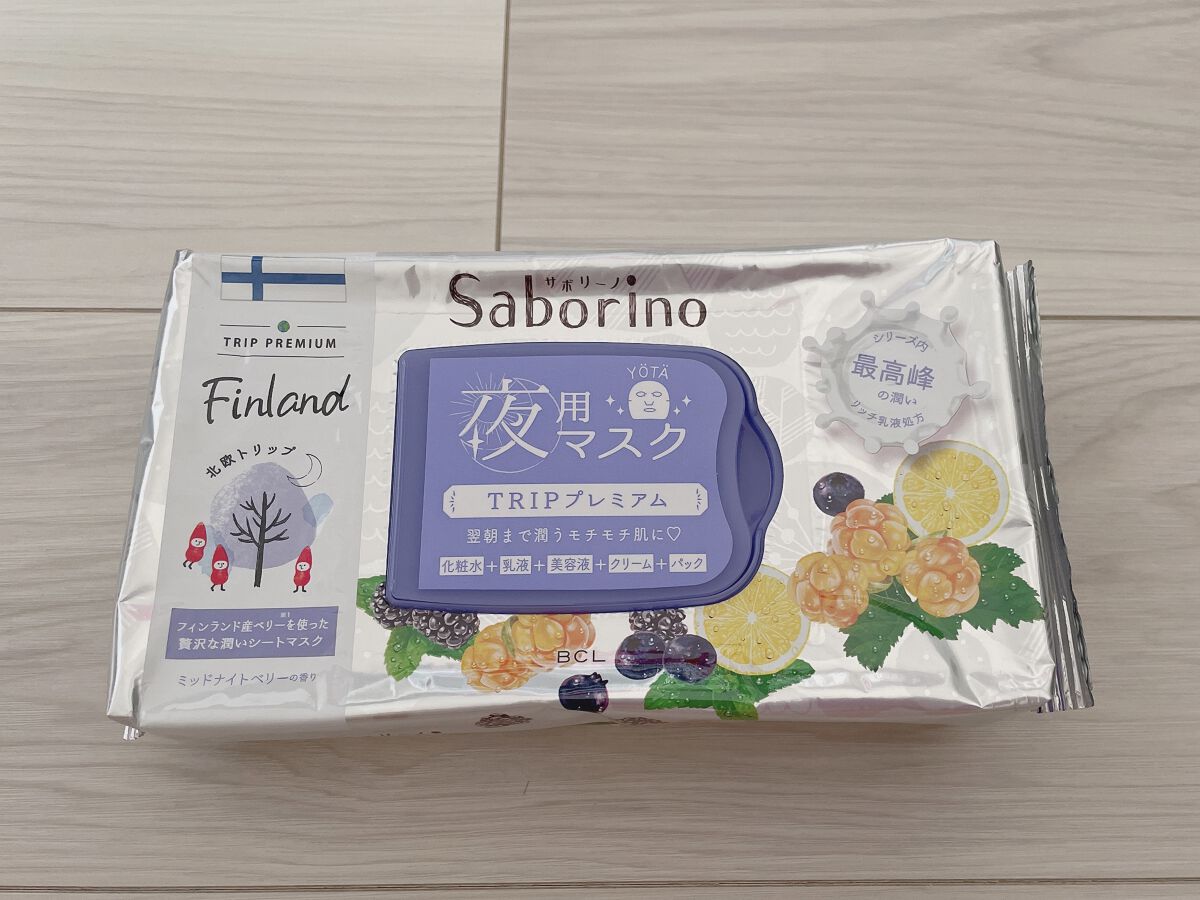 TRIP PREMIUM
Finland
北欧トリップ
※1
フィンランド産ベリーを使った
贅沢な潤いシートマスク
ミッドナイトベリーの香り
サボリーノ
Saborino
YÖTÄ
夜用
マスク
TRIPプレミアム
翌朝まで潤うモチモチ肌に♡
化粧水+乳液+美容液+クリーム+パック
BCL
シリーズ内
最高峰
の潤い
リッチ乳液処方